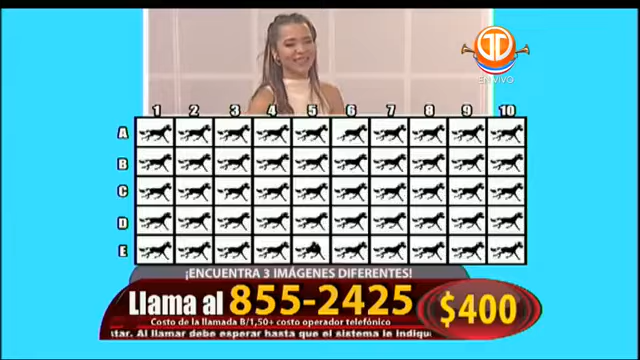 EN VIVO
1 2 3 4 5 6 7 8 9 10
A
B
C
D
E
¡ENCUENTRA 3 IMÁGENES DIFERENTES!
Llama al 855-2425 $400
Costo de la llamada B/1,50+ costo operador telefónico
tar. Al llamar debe esperar hasta que el sistema le indiqu